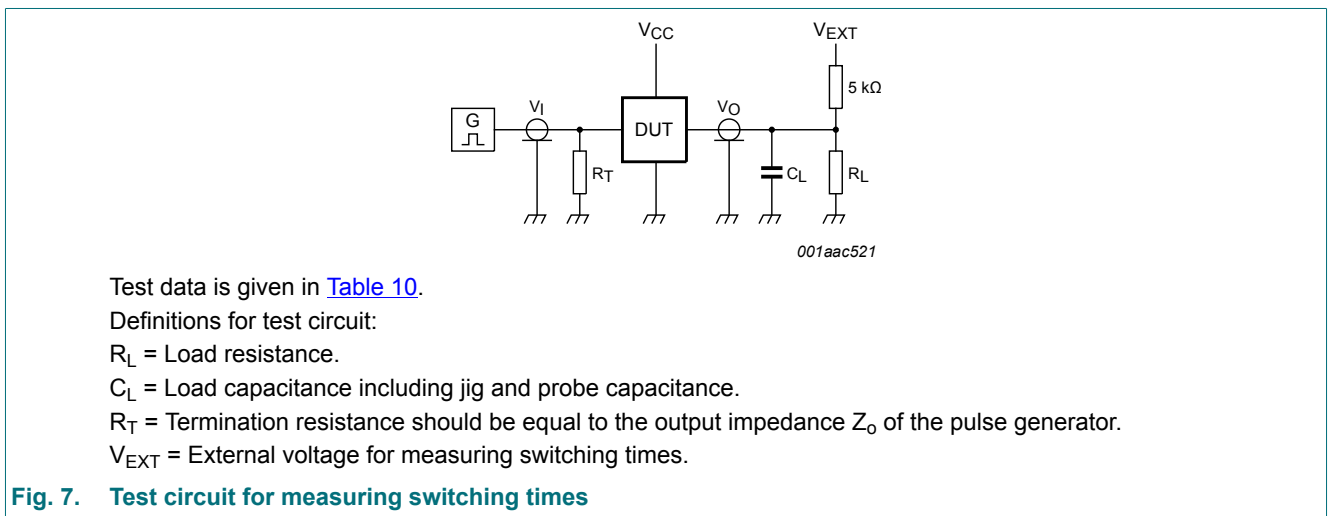 VCC
VEXT
5 kΩ
G
VI
DUT
VO
RT
CL
RL
001aac521
Test data is given in Table 10.
Definitions for test circuit:
RL = Load resistance.
CL = Load capacitance including jig and probe capacitance.
RT = Termination resistance should be equal to the output impedance Zo of the pulse generator.
VEXT = External voltage for measuring switching times.
Fig. 7. Test circuit for measuring switching times